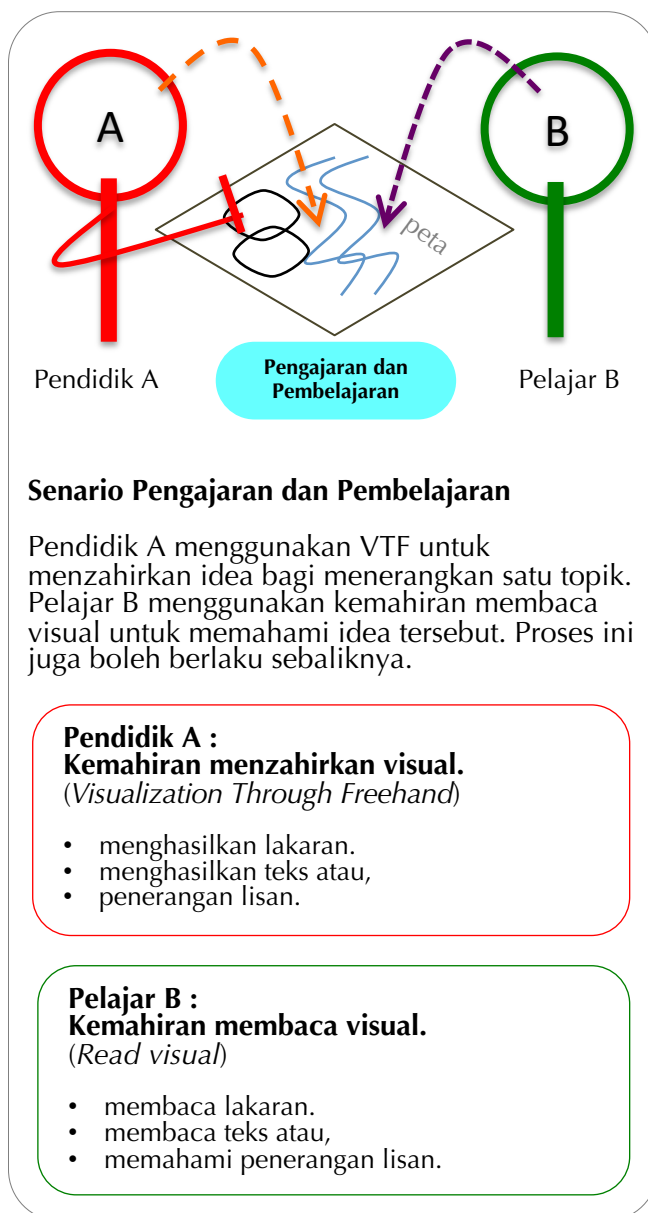 A
B
peta
Pendidik A
Pengajaran dan
Pembelajaran
Pelajar B
Senario Pengajaran dan Pembelajaran
Pendidik A menggunakan VTF untuk
menzahirkan idea bagi menerangkan satu topik.
Pelajar B menggunakan kemahiran membaca
visual untuk memahami idea tersebut. Proses ini
juga boleh berlaku sebaliknya.
Pendidik A :
Kemahiran menzahirkan visual.
(Visualization Through Freehand)
• menghasilkan lakaran.
• menghasilkan teks atau,
• penerangan lisan.
Pelajar B :
Kemahiran membaca visual.
(Read visual)
• membaca lakaran.
• membaca teks atau,
• memahami penerangan lisan.